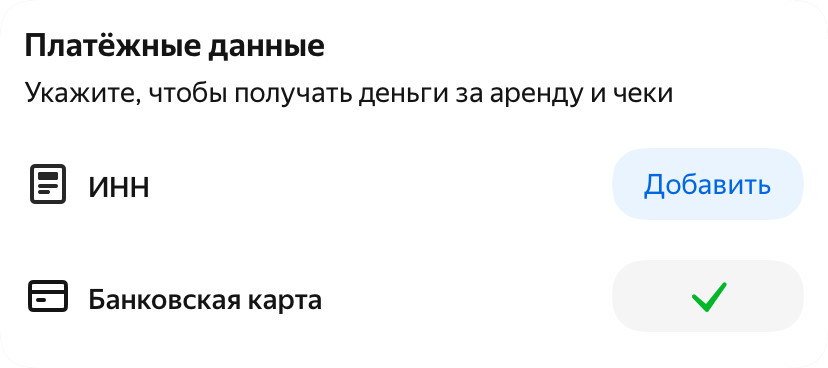 Платёжные данные
Укажите, чтобы получать деньги за аренду и чеки
ИНН
Добавить
Банковская карта